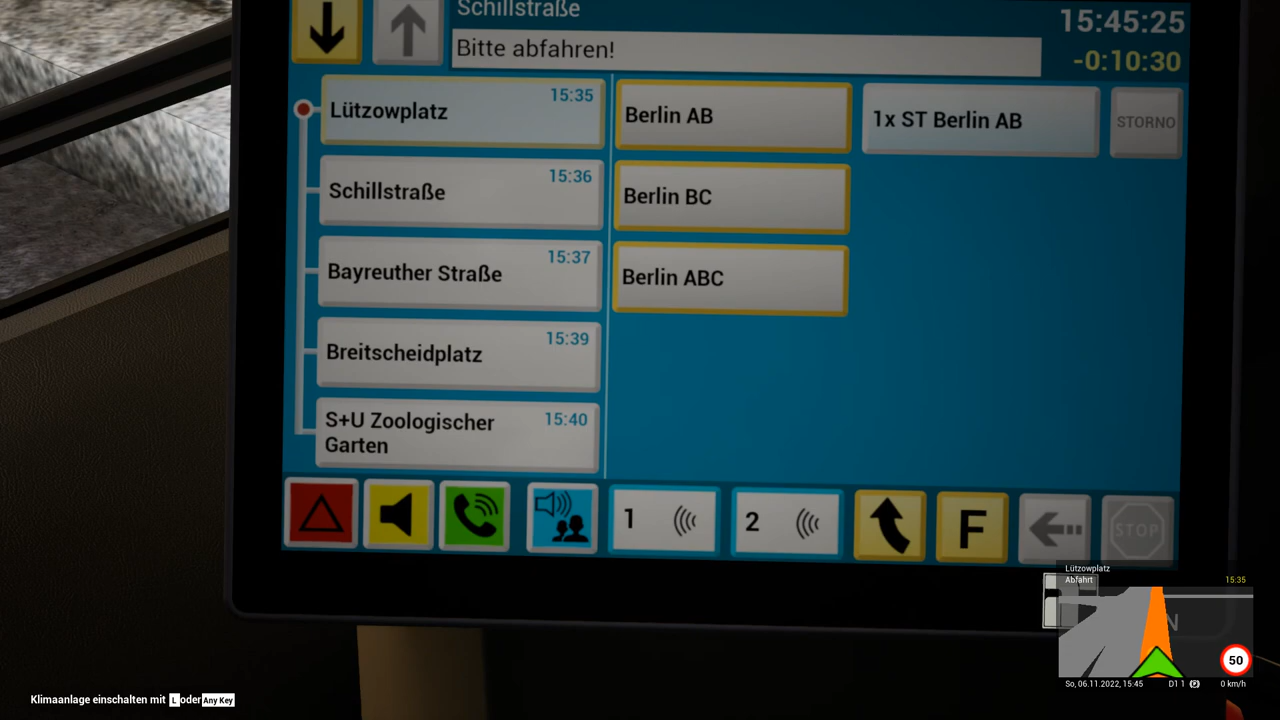 Schillstraße
15:45:25
Bitte abfahren!
-0:10:30
Lützowplatz
15:35
Berlin AB
1x ST Berlin AB
STORNO
Schillstraße
15:36
Berlin BC
Bayreuther Straße
15:37
Berlin ABC
Breitscheidplatz
15:39
S+U Zoologischer
Garten
15:40
1
2
F
STOP
Lützowplatz
Abfahrt
15:35
N
50
So, 06.11.2022, 15:45
D1 1
0 km/h
Klimaanlage einschalten mit L oder Any Key